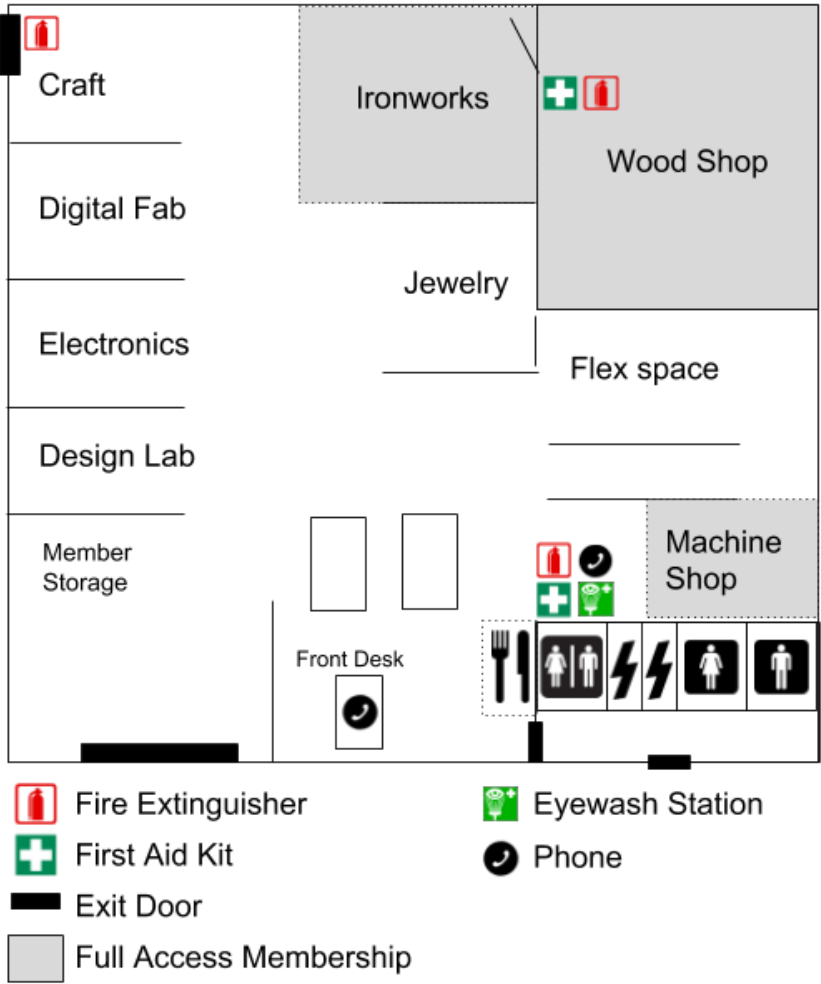 Craft
Ironworks
Wood Shop
Digital Fab
Jewelry
Electronics
Flex space
Design Lab
Member
Storage
Machine
Shop
Front Desk
Fire Extinguisher
Eyewash Station
First Aid Kit
Phone
Exit Door
Full Access Membership